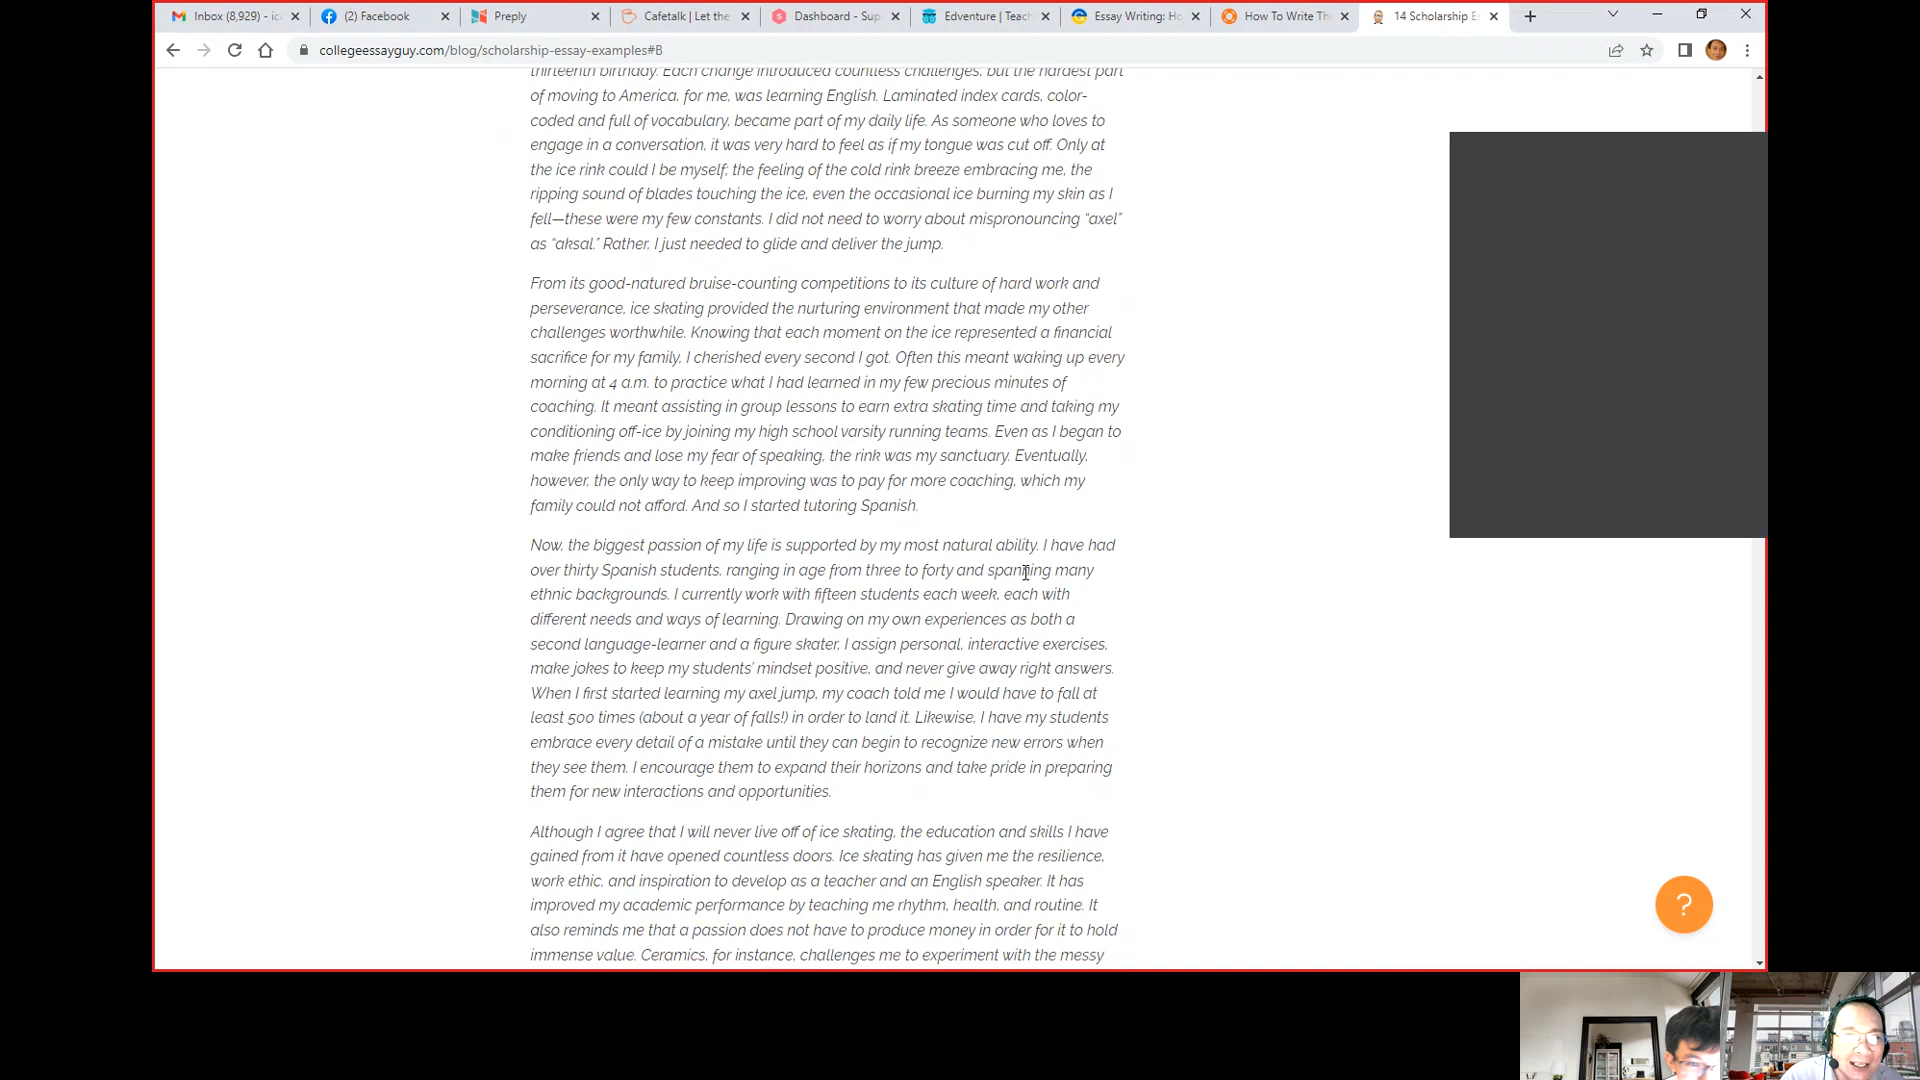 Inbox (8,929) - ic
(2) Facebook
Preply
Cafetalk | Let the
Dashboard - Sup
Edventure | Teach
Essay Writing: Ho
How To Write The
14 Scholarship Es
collegeessayguy.com/blog/scholarship-essay-examples#B
thirteenth birthday. Each change introduced countless challenges, but the hardest part
of moving to America, for me, was learning English. Laminated index cards, color-
coded and full of vocabulary, became part of my daily life. As someone who loves to
engage in a conversation, it was very hard to feel as if my tongue was cut off. Only at
the ice rink could I be myself; the feeling of the cold rink breeze embracing me, the
ripping sound of blades touching the ice, even the occasional ice burning my skin as I
fell—these were my few constants. I did not need to worry about mispronouncing “axel”
as “aksal.” Rather, I just needed to glide and deliver the jump.
From its good-natured bruise-counting competitions to its culture of hard work and
perseverance, ice skating provided the nurturing environment that made my other
challenges worthwhile. Knowing that each moment on the ice represented a financial
sacrifice for my family, I cherished every second I got. Often this meant waking up every
morning at 4 a.m. to practice what I had learned in my few precious minutes of
coaching. It meant assisting in group lessons to earn extra skating time and taking my
conditioning off-ice by joining my high school varsity running teams. Even as I began to
make friends and lose my fear of speaking, the rink was my sanctuary. Eventually,
however, the only way to keep improving was to pay for more coaching, which my
family could not afford. And so I started tutoring Spanish.
Now, the biggest passion of my life is supported by my most natural ability. I have had
over thirty Spanish students, ranging in age from three to forty and spanning many
ethnic backgrounds. I currently work with fifteen students each week, each with
different needs and ways of learning. Drawing on my own experiences as both a
second language-learner and a figure skater, I assign personal, interactive exercises,
make jokes to keep my students’ mindset positive, and never give away right answers.
When I first started learning my axel jump, my coach told me I would have to fall at
least 500 times (about a year of falls!) in order to land it. Likewise, I have my students
embrace every detail of a mistake until they can begin to recognize new errors when
they see them. I encourage them to expand their horizons and take pride in preparing
them for new interactions and opportunities.
Although I agree that I will never live off of ice skating, the education and skills I have
gained from it have opened countless doors. Ice skating has given me the resilience,
work ethic, and inspiration to develop as a teacher and an English speaker. It has
improved my academic performance by teaching me rhythm, health, and routine. It
also reminds me that a passion does not have to produce money in order for it to hold
immense value. Ceramics, for instance, challenges me to experiment with the messy
?